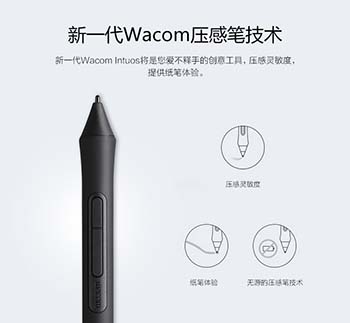 新一代Wacom压感笔技术
新一代Wacom Intuos将是您爱不释手的创意工具，压感灵敏度，
提供纸笔体验。
压感灵敏度
纸笔体验
无源的压感笔技术